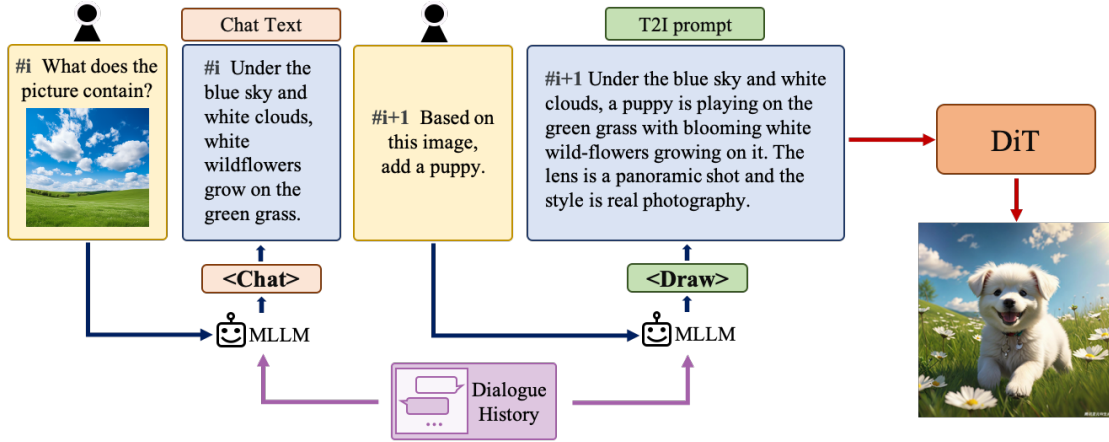 Chat Text
T2I prompt
#i What does the
picture contain?
#i Under the
blue sky and
white clouds,
white
wildflowers
grow on the
green grass.
#i+1 Based on
this image,
add a puppy.
#i+1 Under the blue sky and white
clouds, a puppy is playing on the
green grass with blooming white
wild-flowers growing on it. The
lens is a panoramic shot and the
style is real photography.
DiT
<Chat>
<Draw>
MLLM
MLLM
Dialogue
History